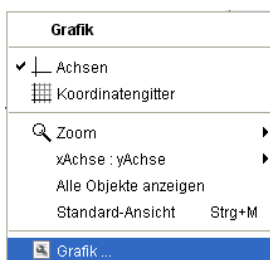 Grafik
Achsen
Koordinatengitter
Zoom
xAchse : yAchse
Alle Objekte anzeigen
Standard-Ansicht Strg+M
Grafik ...